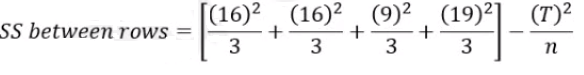 SS between rows = [(16)²/3 + (16)²/3 + (9)²/3 + (19)²/3] − (T)²/n